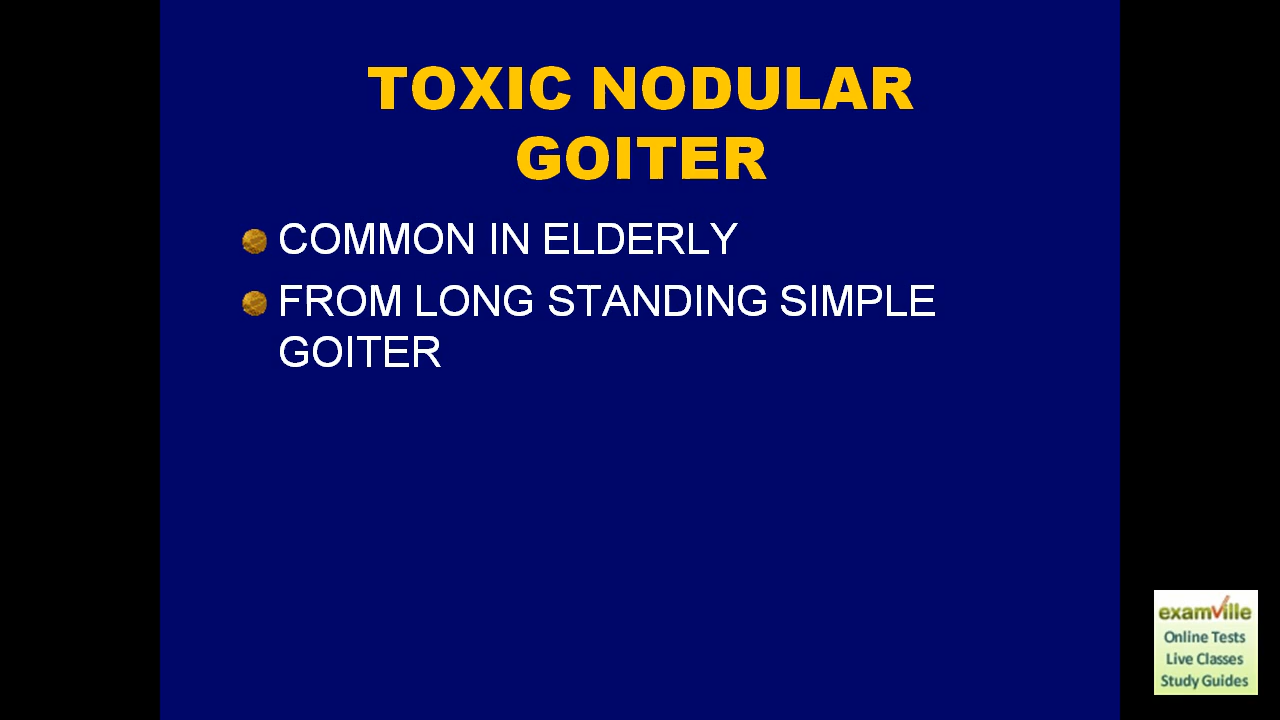 TOXIC NODULAR
GOITER
COMMON IN ELDERLY
FROM LONG STANDING SIMPLE
GOITER
examville
Online Tests
Live Classes
Study Guides